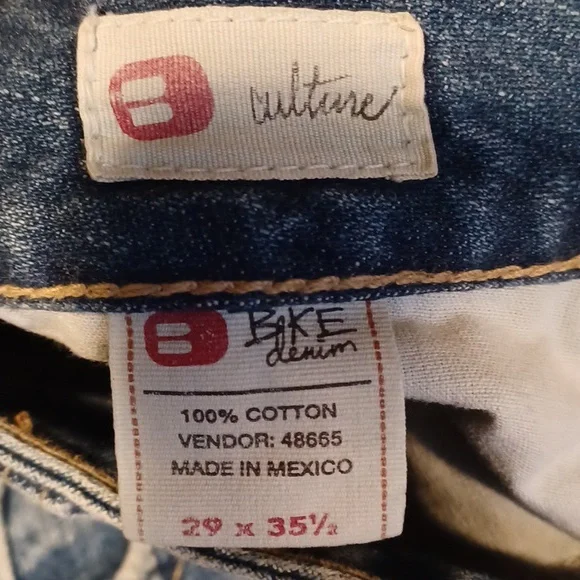 B culture
B BKE
denim
100% COTTON
VENDOR: 48665
MADE IN MEXICO
29 x 35½